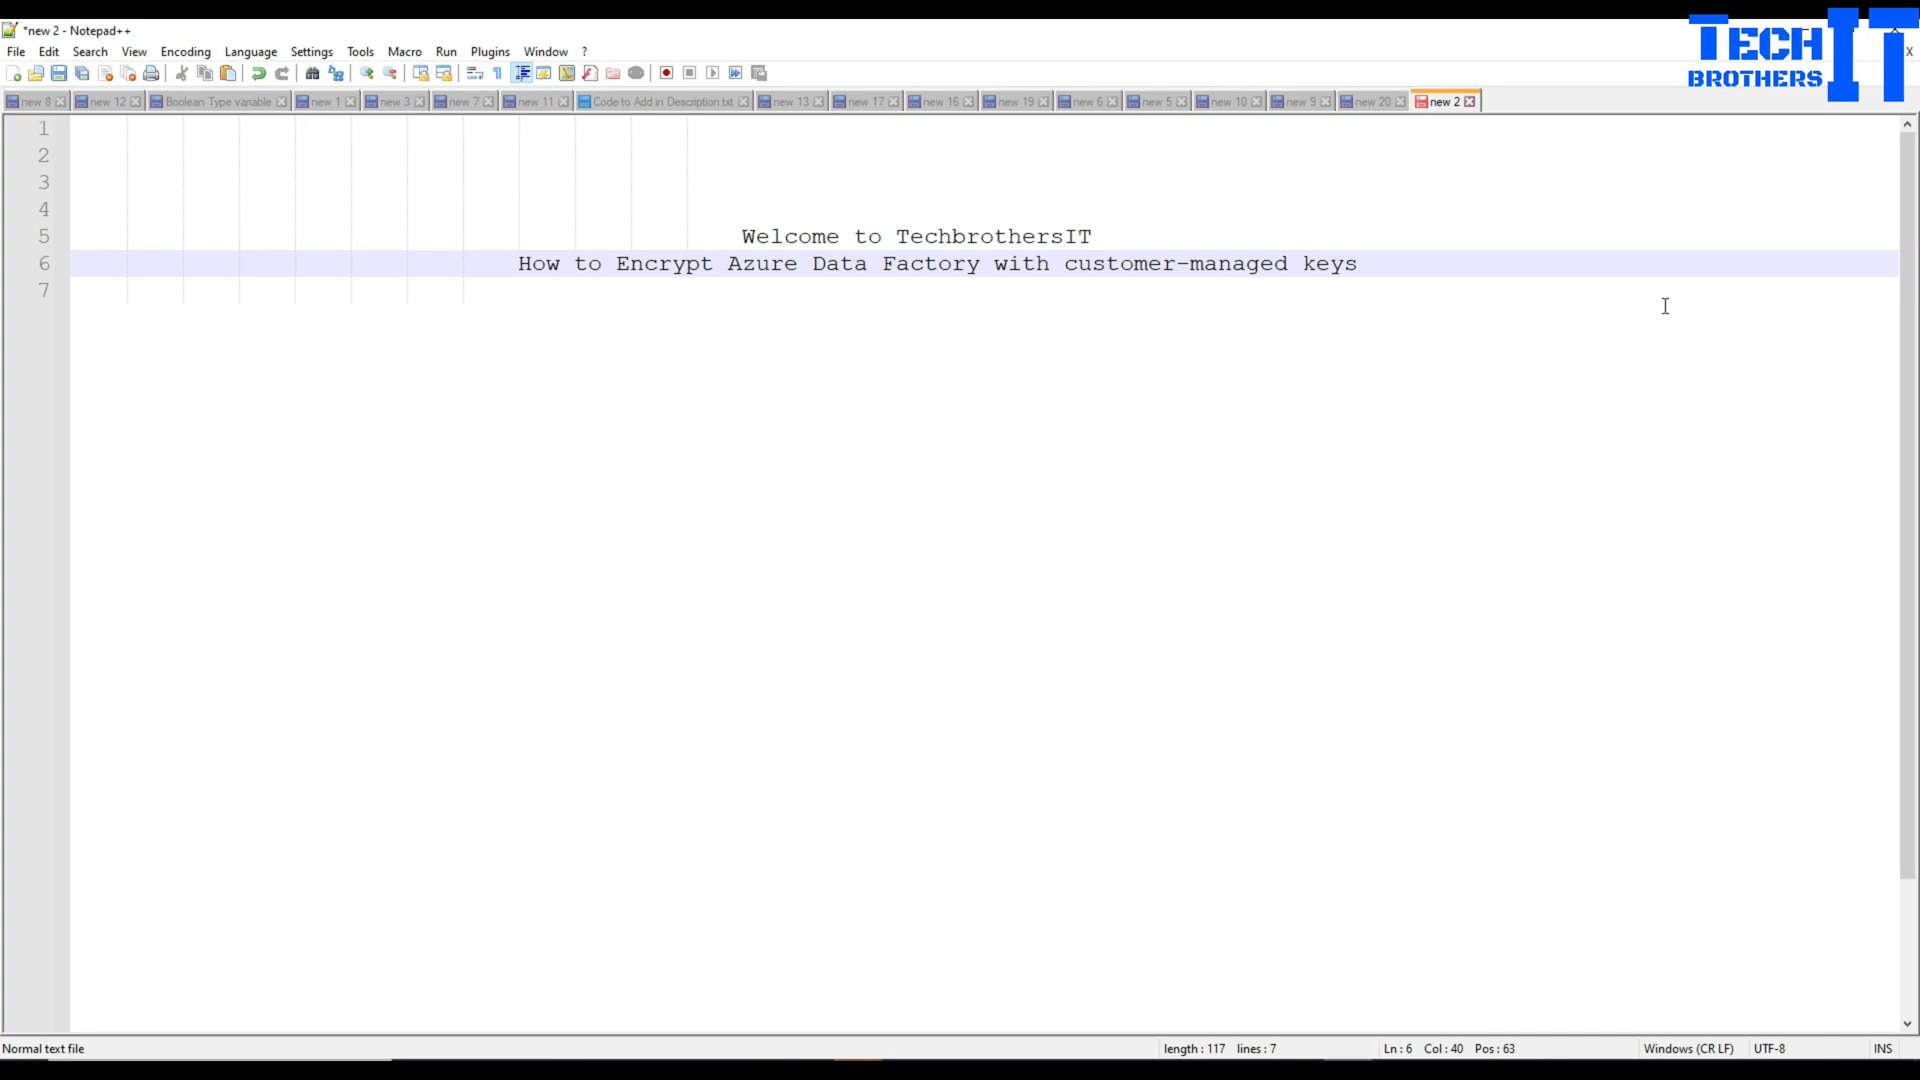 *new 2 - Notepad++
File Edit Search View Encoding Language Settings Tools Macro Run Plugins Window ?
X
TECH IT
BROTHERS
new 8 new 12 Boolean Type variable new 1 new 3 new 7 new 11 Code to Add in Description.txt new 13 new 17 new 16 new 19 new 6 new 5 new 10 new 9 new 20 new 2
1
2
3
4
5 Welcome to TechbrothersIT
6 How to Encrypt Azure Data Factory with customer-managed keys
7
Normal text file length : 117 lines : 7 Ln : 6 Col : 40 Pos : 63 Windows (CR LF) UTF-8 INS